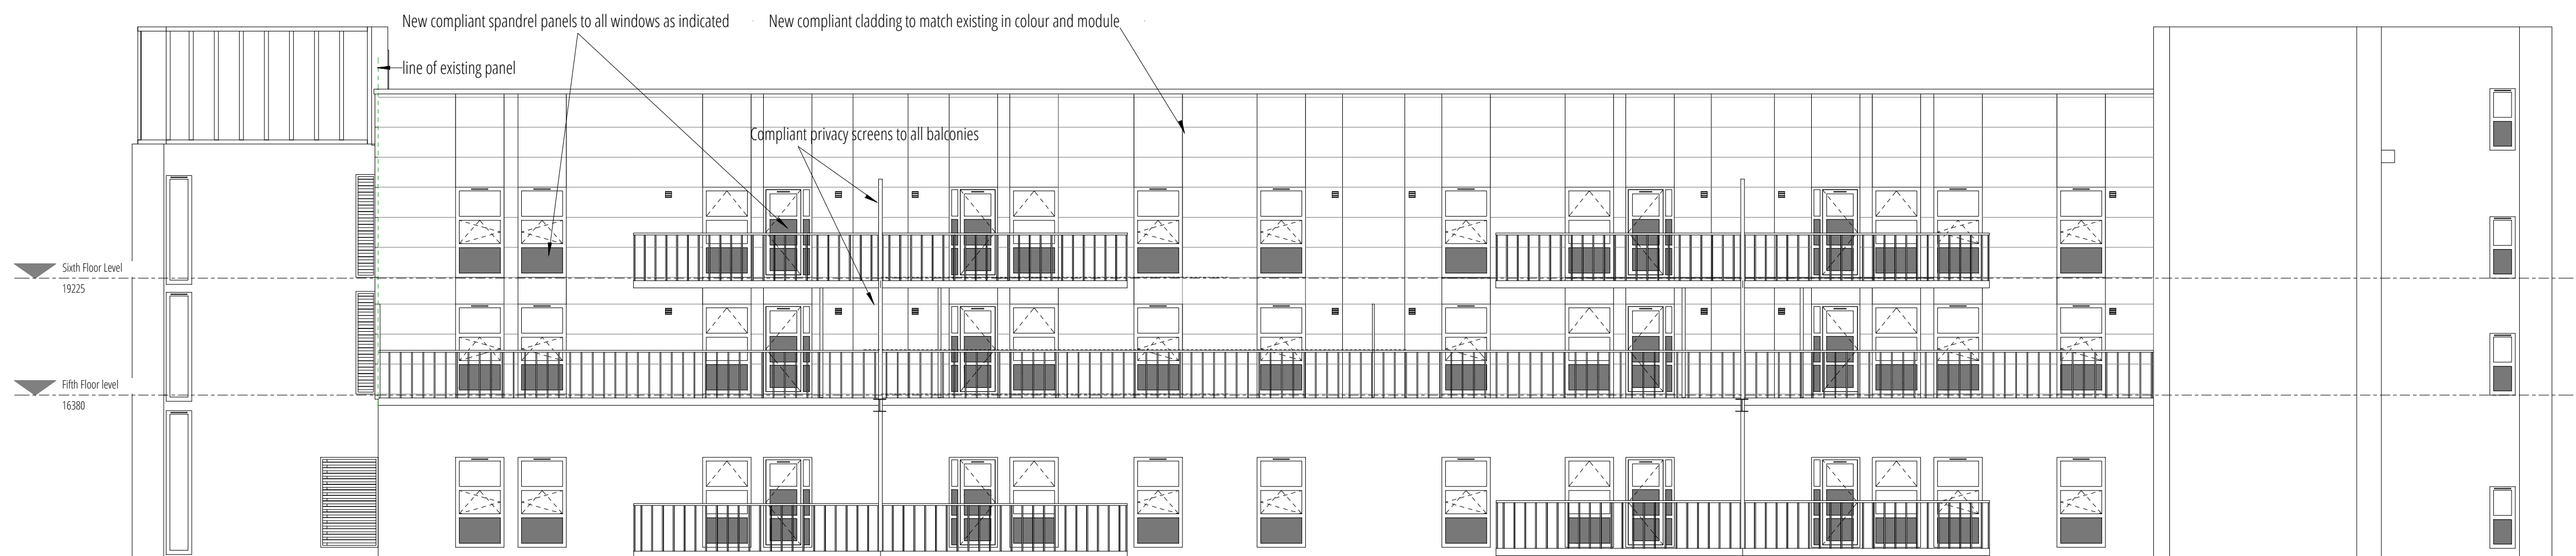 New compliant spandrel panels to all windows as indicated
New compliant cladding to match existing in colour and module
line of existing panel
Compliant privacy screens to all balconies
Sixth Floor Level
19225
Fifth Floor level
16380